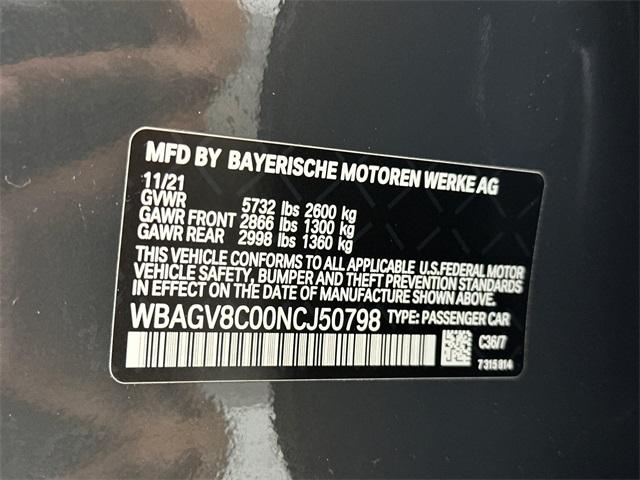 MFD BY BAYERISCHE MOTOREN WERKE AG
11/21
GVWR 5732 lbs 2600 kg
GAWR FRONT 2866 lbs 1300 kg
GAWR REAR 2998 lbs 1360 kg
THIS VEHICLE CONFORMS TO ALL APPLICABLE U.S.FEDERAL MOTOR
VEHICLE SAFETY, BUMPER AND THEFT PREVENTION STANDARDS IN
EFFECT ON THE DATE OF MANUFACTURE SHOWN ABOVE.
WBAGV8C00NCJ50798 TYPE: PASSENGER CAR
C36/7
7315814